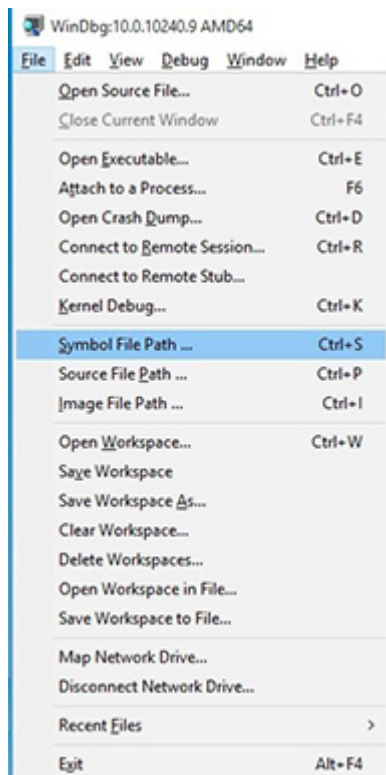 WinDbg:10.0.10240.9 AMD64
File Edit View Debug Window Help
Open Source File... Ctrl+O
Close Current Window Ctrl+F4
Open Executable... Ctrl+E
Attach to a Process... F6
Open Crash Dump... Ctrl+D
Connect to Remote Session... Ctrl+R
Connect to Remote Stub...
Kernel Debug... Ctrl+K
Symbol File Path ... Ctrl+S
Source File Path ... Ctrl+P
Image File Path ... Ctrl+I
Open Workspace... Ctrl+W
Save Workspace
Save Workspace As...
Clear Workspace...
Delete Workspaces...
Open Workspace in File...
Save Workspace to File...
Map Network Drive...
Disconnect Network Drive...
Recent Files >
Exit Alt+F4